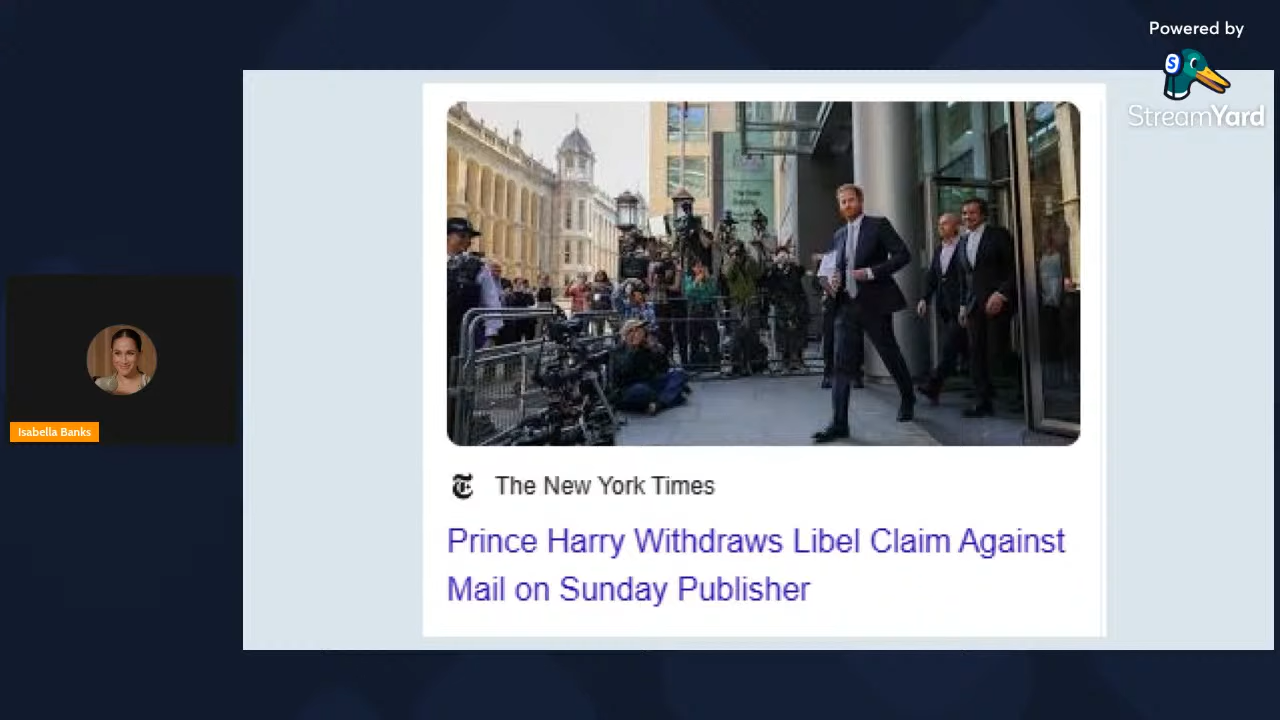 Powered by
StreamYard
The New York Times
Prince Harry Withdraws Libel Claim Against
Mail on Sunday Publisher
Isabella Banks